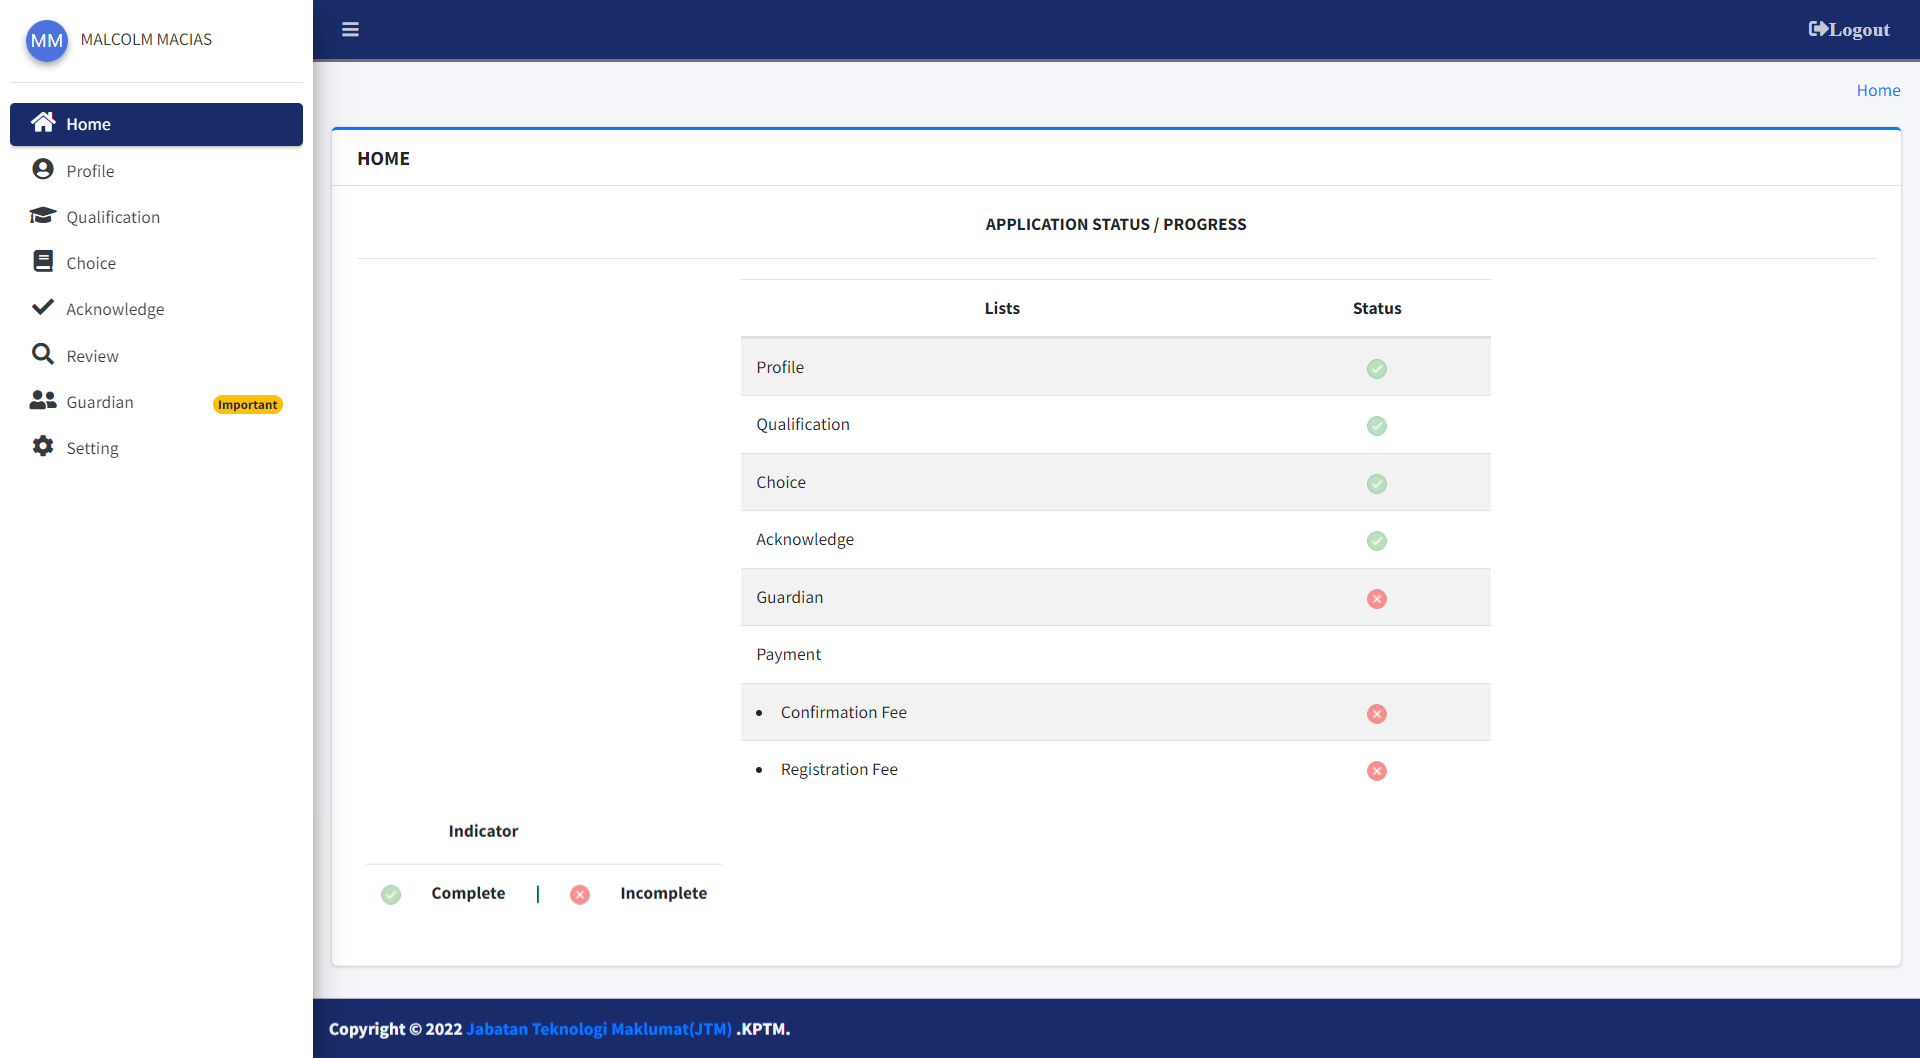 MM MALCOLM MACIAS
Home
Profile
Qualification
Choice
Acknowledge
Review
Guardian Important
Setting
Logout
Home
HOME
APPLICATION STATUS / PROGRESS
Lists Status
Profile
Qualification
Choice
Acknowledge
Guardian
Payment
• Confirmation Fee
• Registration Fee
Indicator
Complete | Incomplete
Copyright © 2022 Jabatan Teknologi Maklumat(JTM) .KPTM.